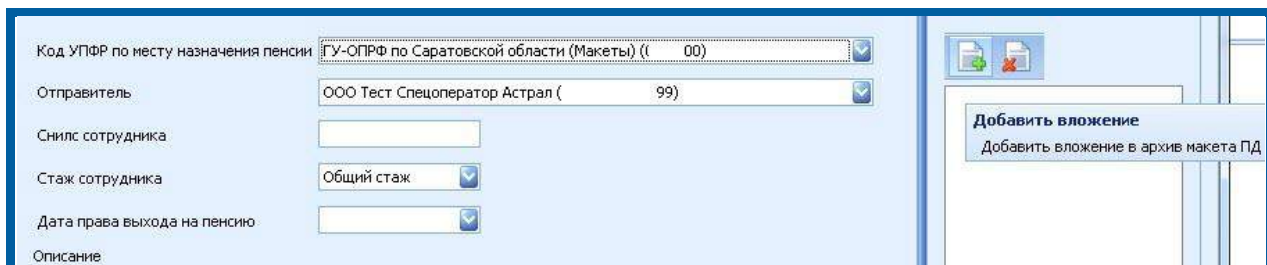 Код УПФР по месту назначения пенсии ГУ-ОПРФ по Саратовской области (Макеты) (( 00)
Отправитель ООО Тест Спецоператор Астрал ( 99)
Снилс сотрудника
Стаж сотрудника Общий стаж
Дата права выхода на пенсию
Описание
Добавить вложение
Добавить вложение в архив макета ПД